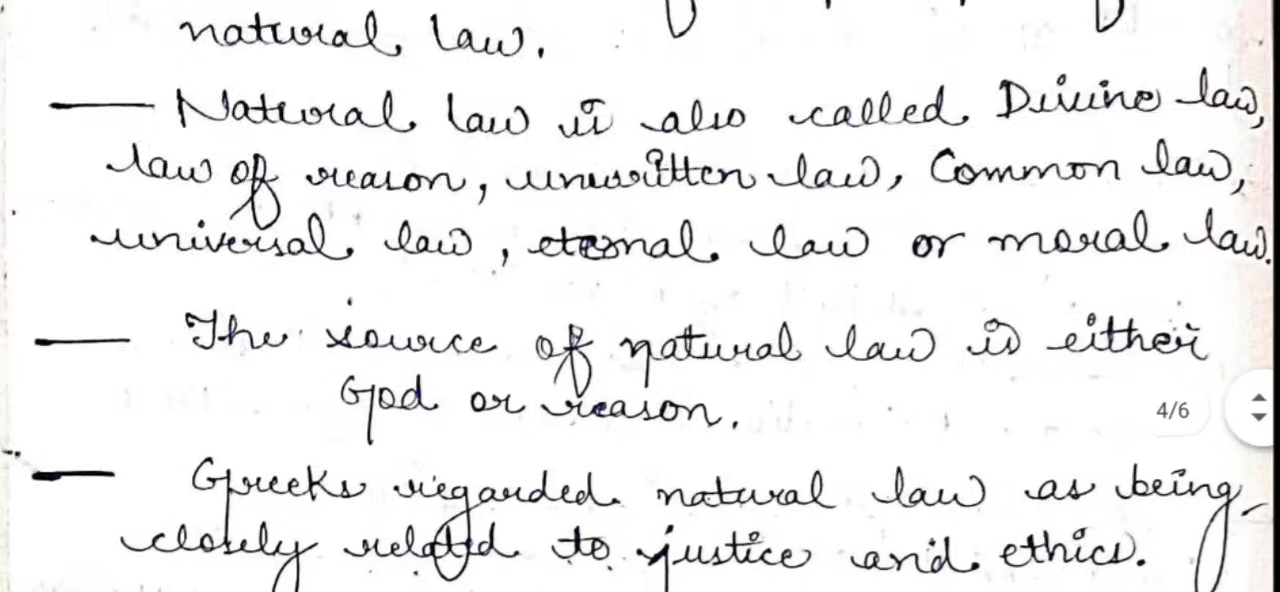 natural law.
— Natural law is also called Divine law,
law of reason, unwritten law, Common law,
universal law, eternal law or moral law.
— The source of natural law is either
God or reason.
4/6
— Greeks regarded natural law as being
closely related to justice and ethics.